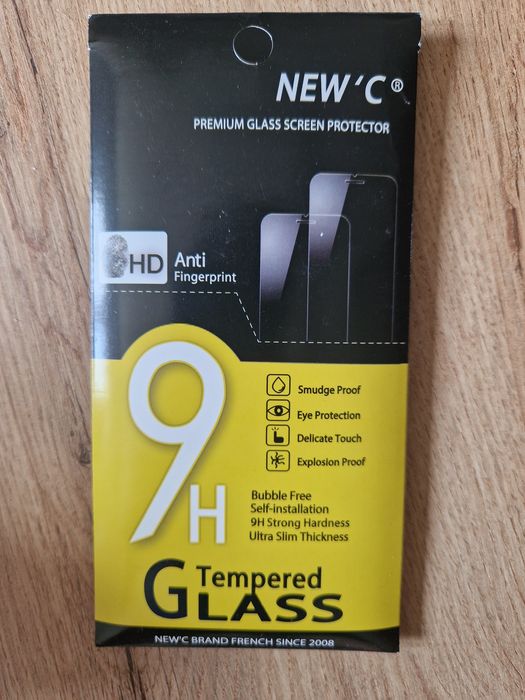 NEW 'C®
PREMIUM GLASS SCREEN PROTECTOR
HD Anti
Fingerprint
9H
Smudge Proof
Eye Protection
Delicate Touch
Explosion Proof
Bubble Free
Self-installation
9H Strong Hardness
Ultra Slim Thickness
Tempered
GLASS
NEW'C BRAND FRENCH SINCE 2008